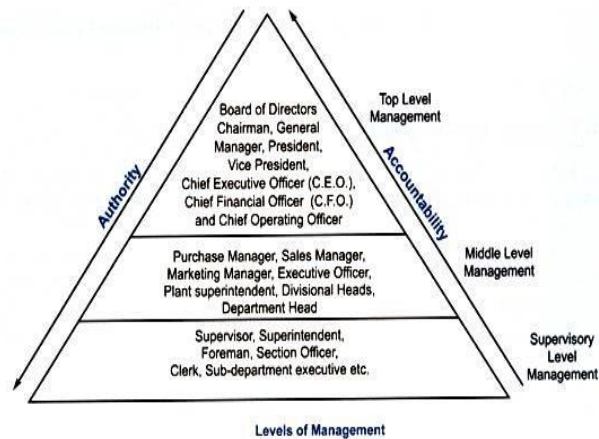 Authority
Accountability
Board of Directors
Chairman, General
Manager, President,
Vice President,
Chief Executive Officer (C.E.O.),
Chief Financial Officer (C.F.O.)
and Chief Operating Officer
Top Level
Management
Purchase Manager, Sales Manager,
Marketing Manager, Executive Officer,
Plant superintendent, Divisional Heads,
Department Head
Middle Level
Management
Supervisor, Superintendent,
Foreman, Section Officer,
Clerk, Sub-department executive etc.
Supervisory
Level
Management
Levels of Management